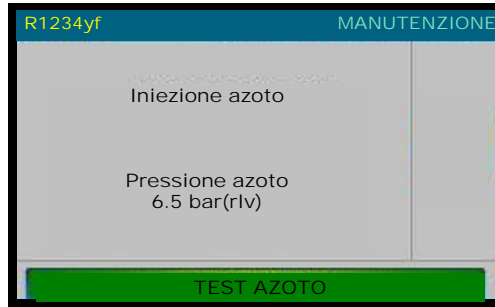 R1234yf MANUTENZIONE
Iniezione azoto
Pressione azoto
6.5 bar(rlv)
TEST AZOTO